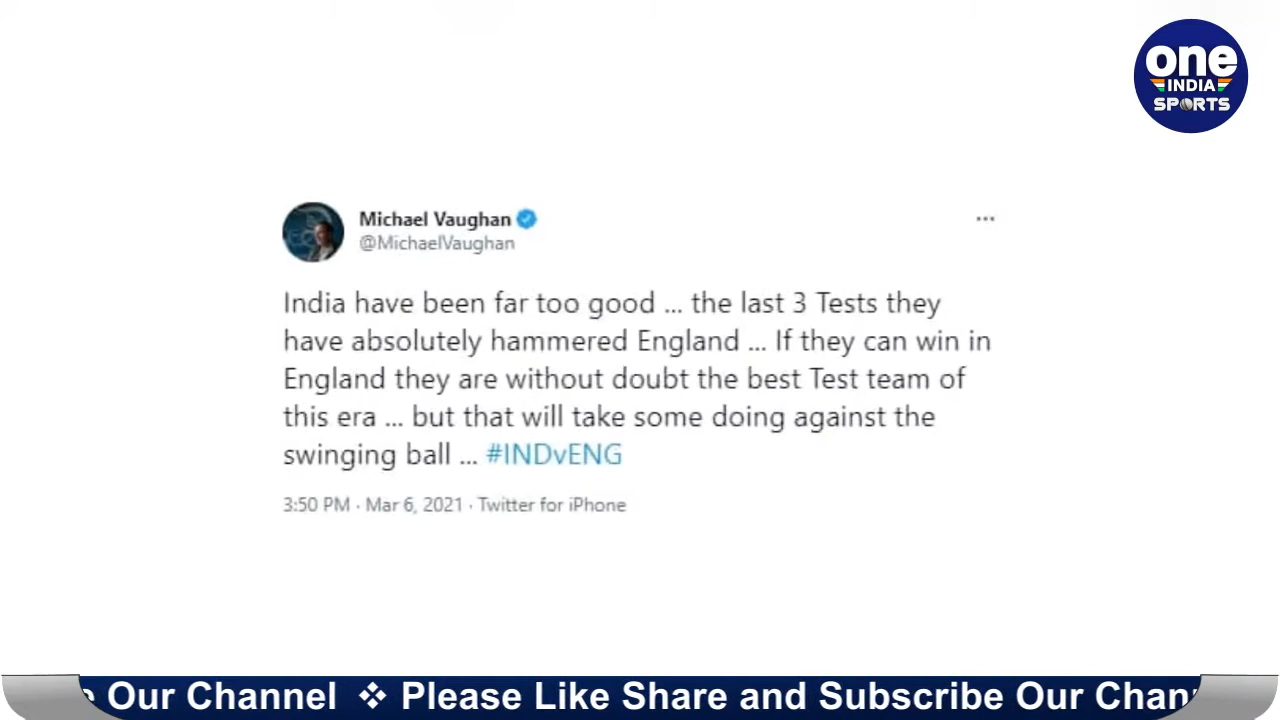 one
INDIA
SPORTS
Michael Vaughan
@MichaelVaughan
India have been far too good ... the last 3 Tests they
have absolutely hammered England ... If they can win in
England they are without doubt the best Test team of
this era ... but that will take some doing against the
swinging ball ... #INDvENG
3:50 PM · Mar 6, 2021 · Twitter for iPhone
Our Channel ❖ Please Like Share and Subscribe Our